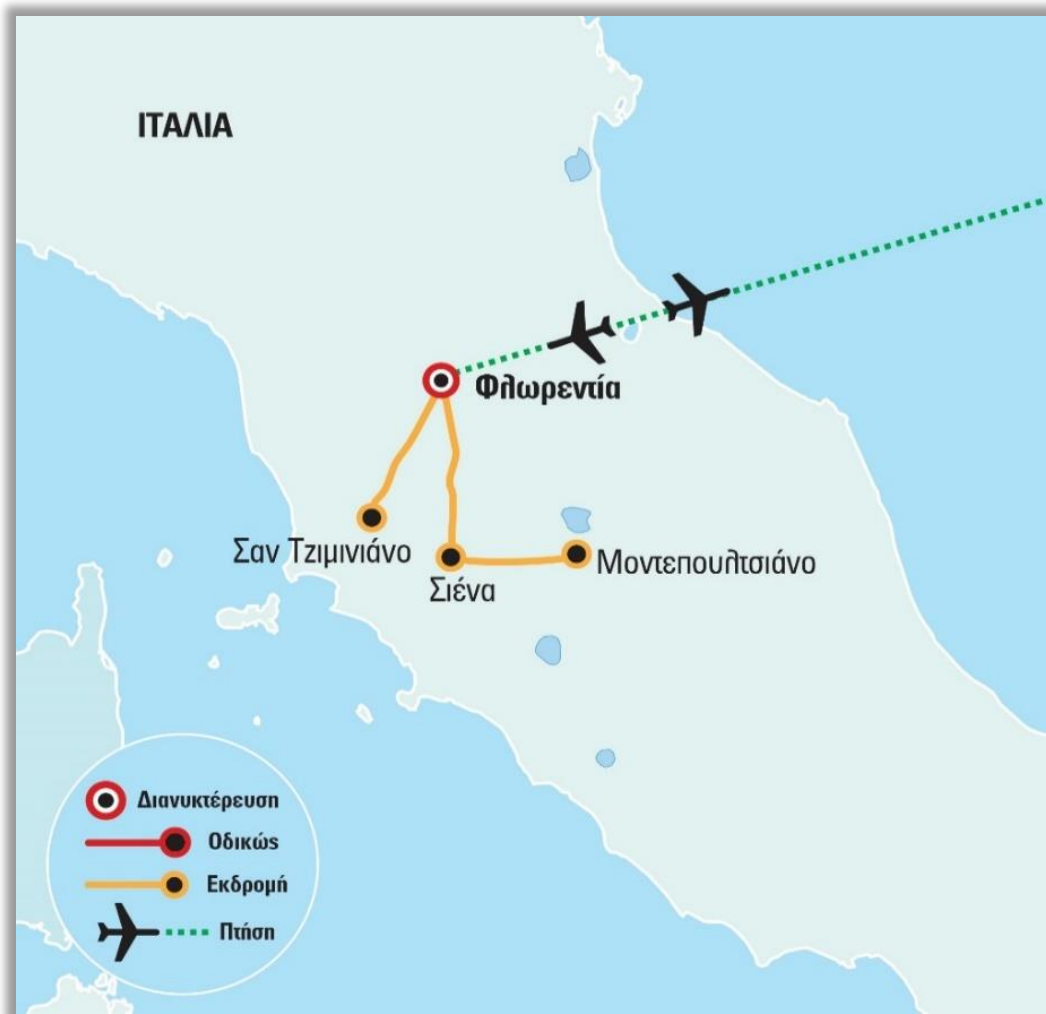 ΙΤΑΛΙΑ
Φλωρεντία
Σαν Τζιμινιάνο
Μοντεπουλτσιάνο
Σιένα
Διανυκτέρευση
Οδικώς
Εκδρομή
Πτήση